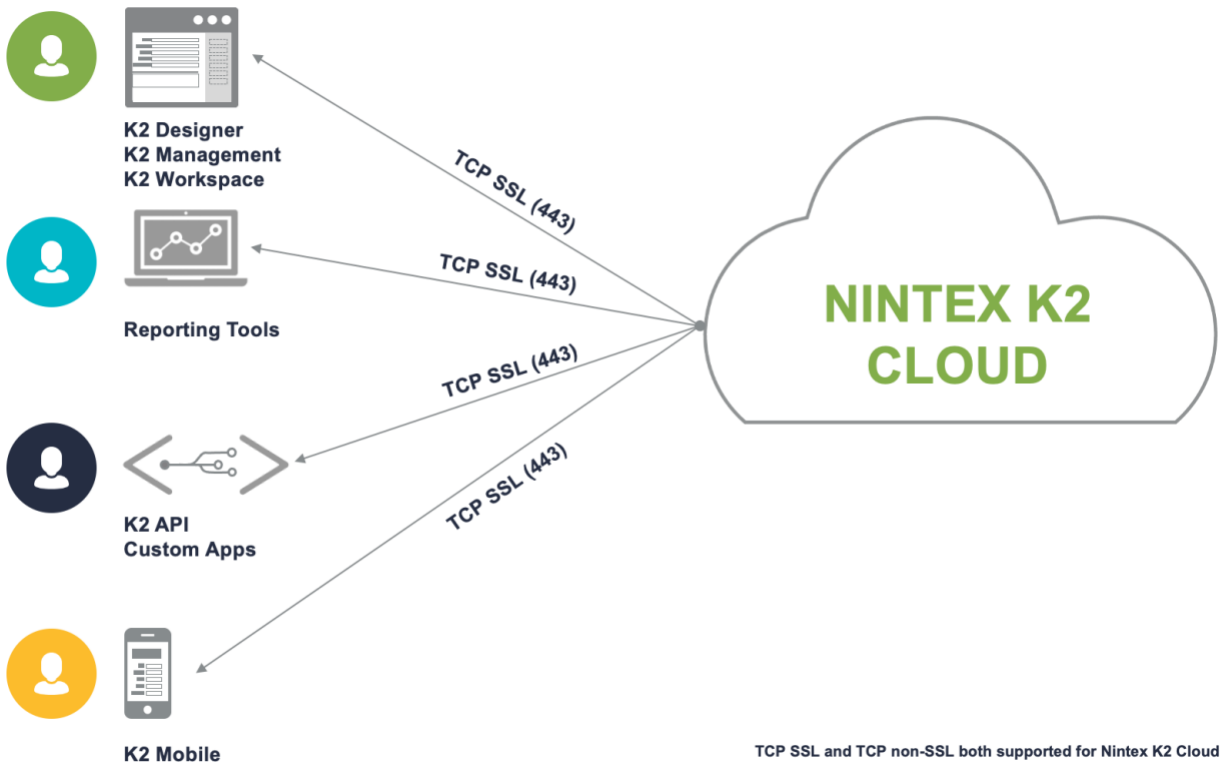 K2 Designer
K2 Management
K2 Workspace
TCP SSL (443)
Reporting Tools
TCP SSL (443)
K2 API
Custom Apps
TCP SSL (443)
K2 Mobile
TCP SSL (443)
NINTEX K2
CLOUD
TCP SSL and TCP non-SSL both supported for Nintex K2 Cloud